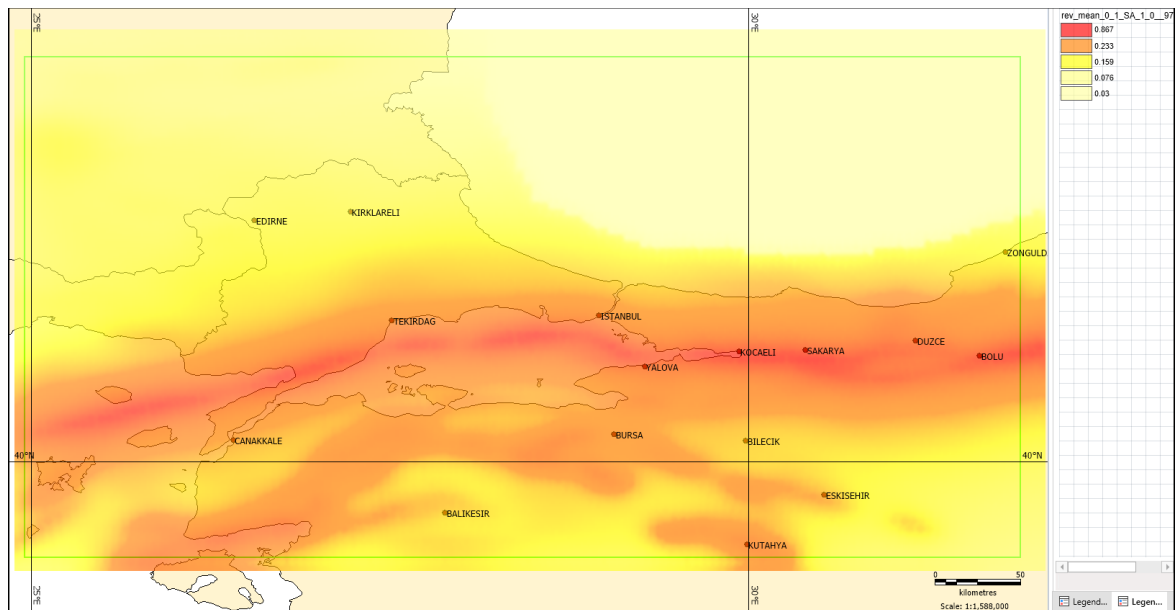 25°E
30°E
rev_mean_0_1_SA_1_0__97
0.867
0.233
0.159
0.076
0.03
KIRKLARELI
EDIRNE
ZONGULD
ISTANBUL
TEKIRDAG
DUZCE
KOCAELI
SAKARYA
BOLU
YALOVA
BURSA
CANAKKALE
BILECIK
40°N
40°N
ESKISEHIR
BALIKESIR
KUTAHYA
0 50
kilometres
25°E
30°E
Scale: 1:1,588,000
Legend...
Legen...